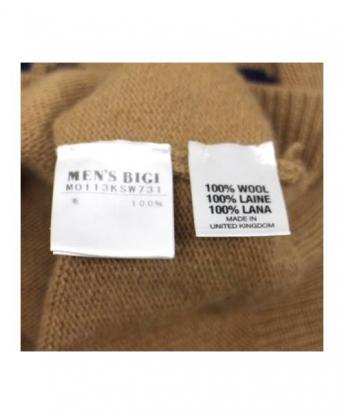 MEN'S BIGI
M0113KSW731
100%
100% WOOL
100% LAINE
100% LANA
MADE IN
UNITED KINGDOM